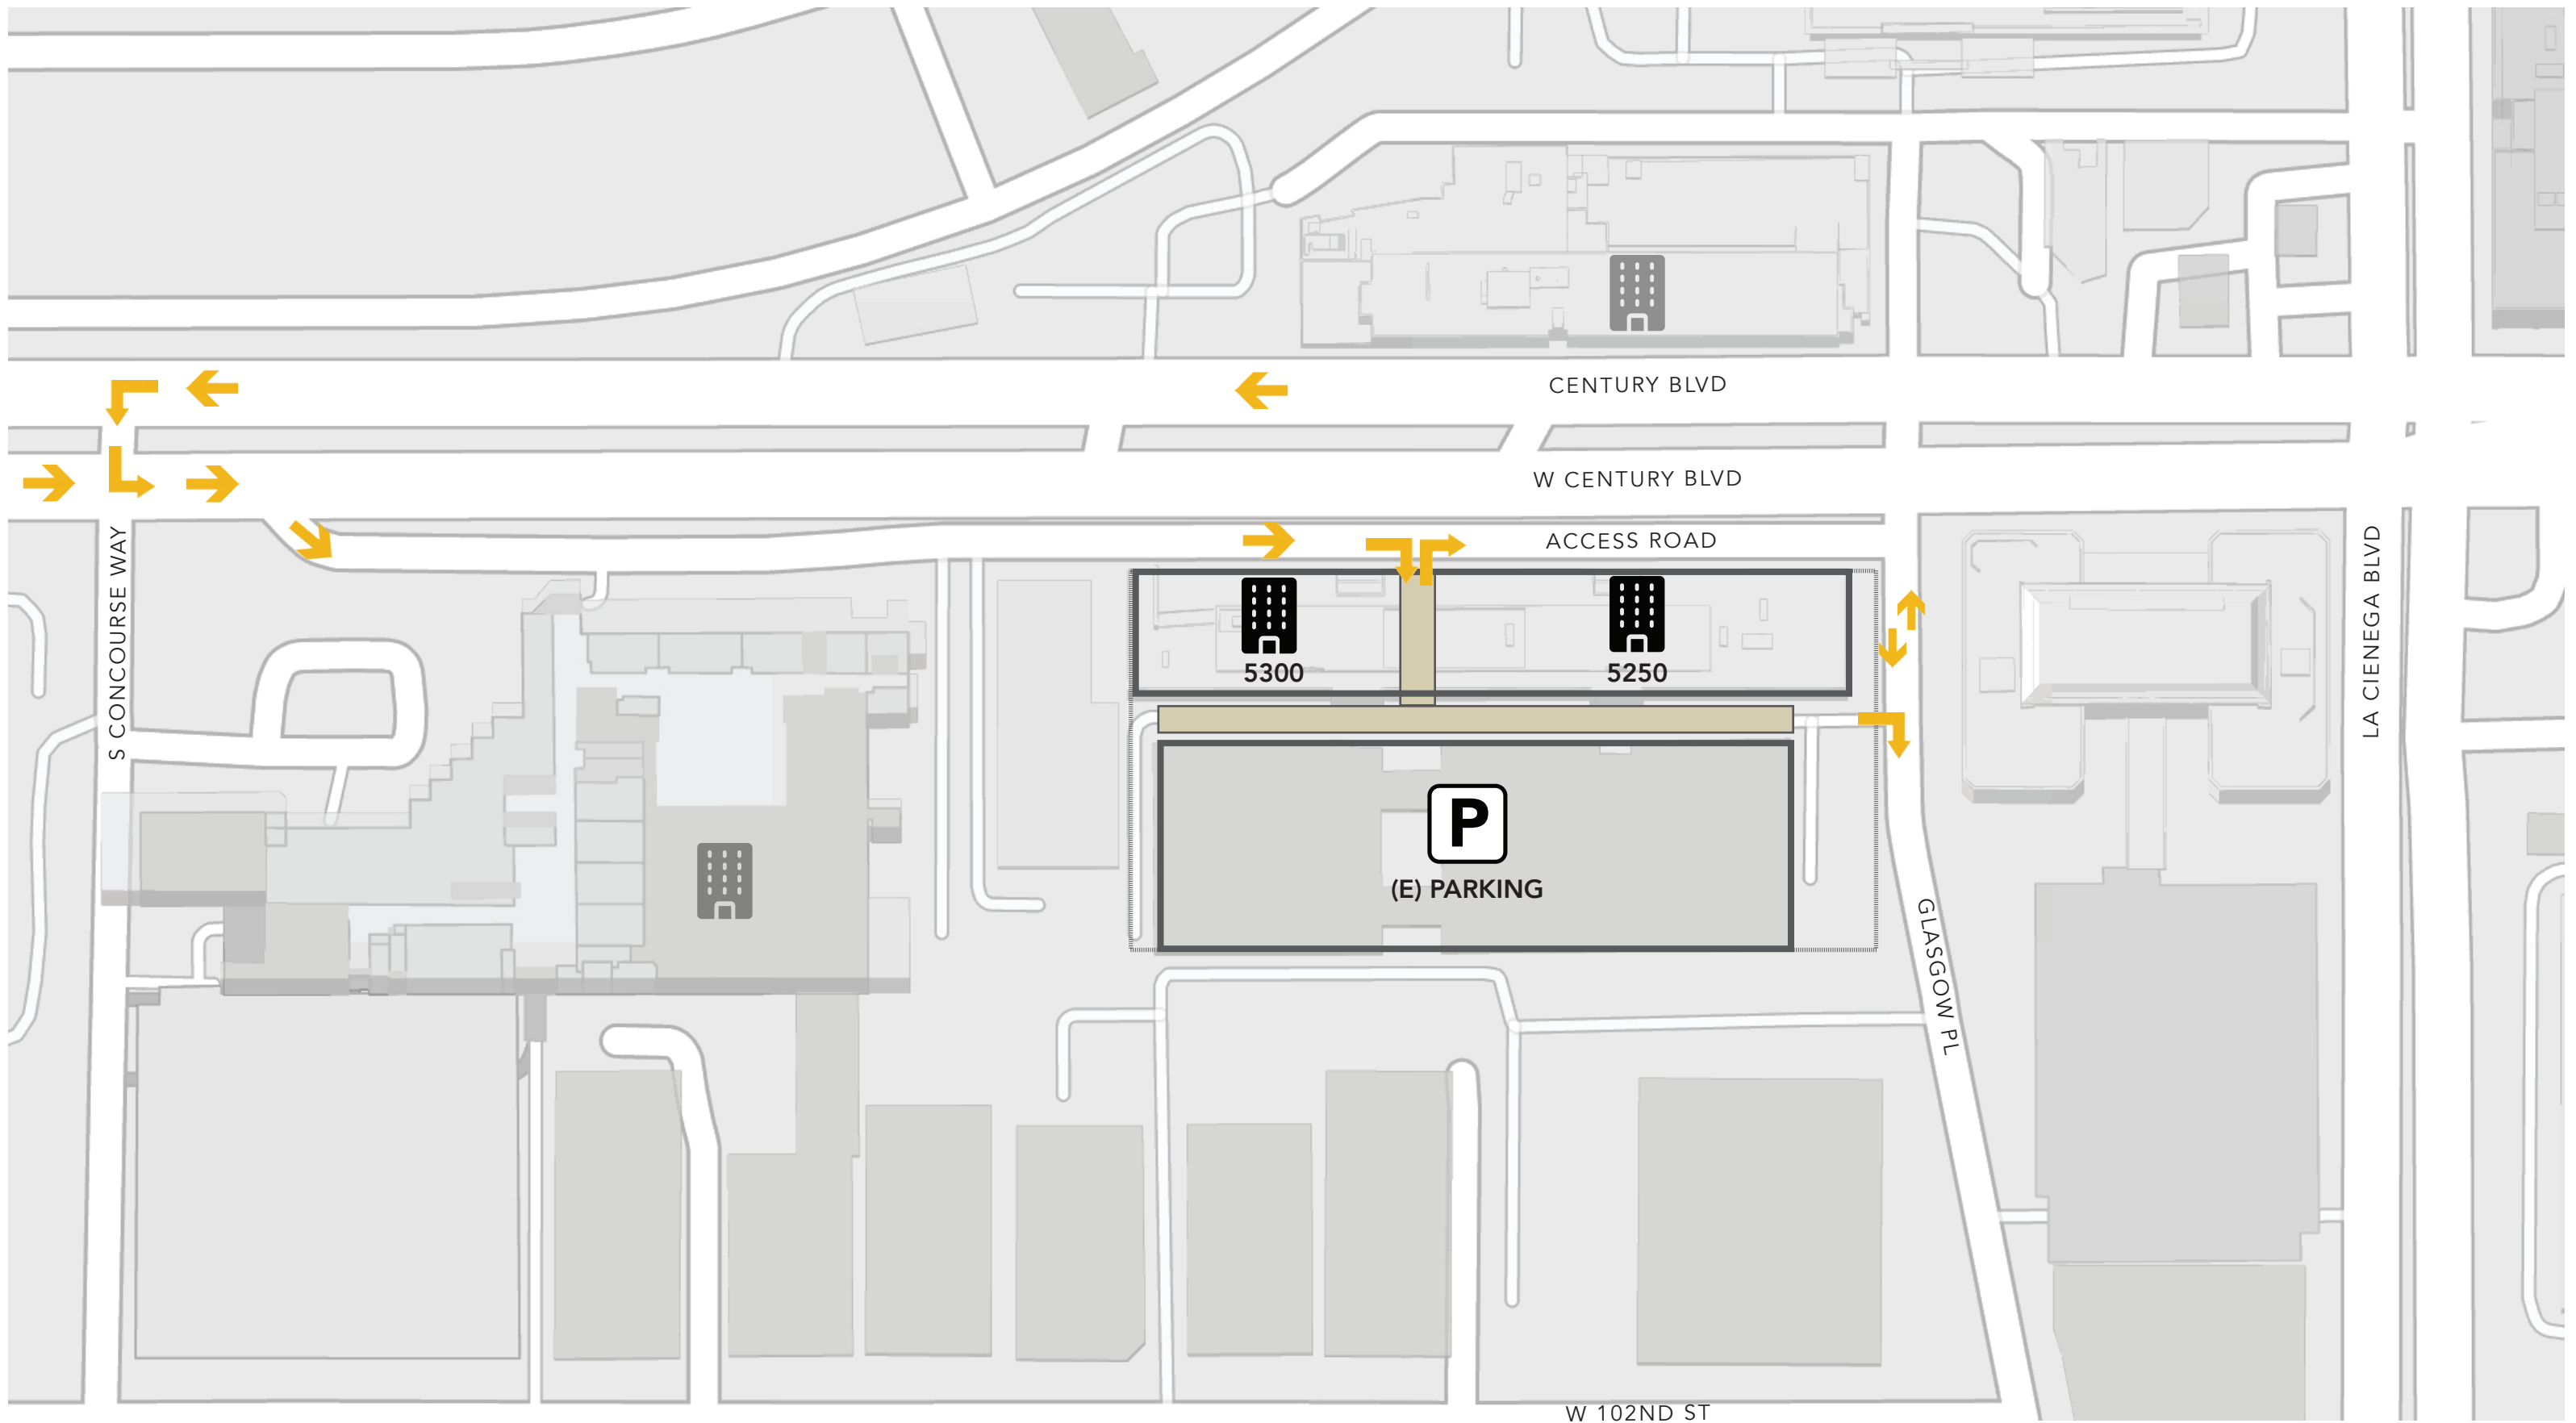 CENTURY BLVD
W CENTURY BLVD
ACCESS ROAD
S CONCOURSE WAY
LA CIENEGA BLVD
5300
5250
P
(E) PARKING
GLASGOW PL
W 102ND ST